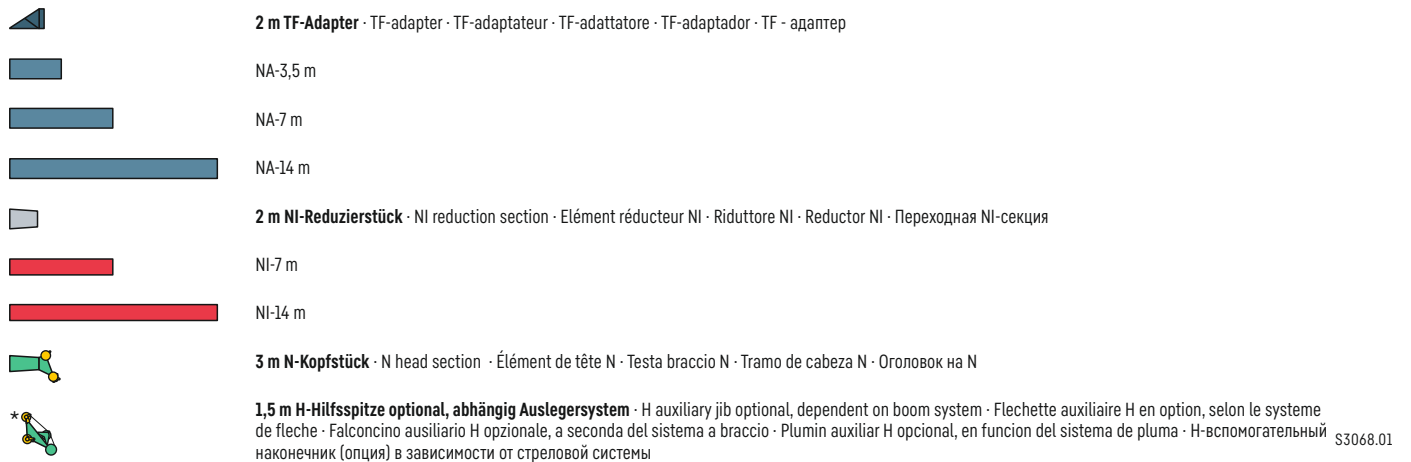 2 m TF-Adapter · TF-adapter · TF-adaptateur · TF-adattatore · TF-adaptador · TF - адаптер
NA-3,5 m
NA-7 m
NA-14 m
2 m NI-Reduzierstück · NI reduction section · Elément réducteur NI · Riduttore NI · Reductor NI · Переходная NI-секция
NI-7 m
NI-14 m
3 m N-Kopfstück · N head section · Élément de tête N · Testa braccio N · Tramo de cabeza N · Оголовок на N
*
1,5 m H-Hilfsspitze optional, abhängig Auslegersystem · H auxiliary jib optional, dependent on boom system · Flechette auxiliaire H en option, selon le systeme
de fleche · Falconcino ausiliario H opzionale, a seconda del sistema a braccio · Plumin auxiliar H opcional, en funcion del sistema de pluma · Н-вспомогательный
наконечник (опция) в зависимости от стреловой системы
S3068.01